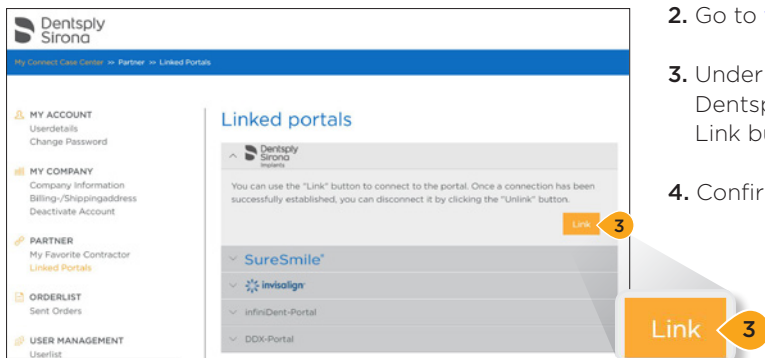 Dentsply
Sirona
My Connect Case Center >> Partner >> Linked Portals
MY ACCOUNT
Userdetails
Change Password
MY COMPANY
Company Information
Billing-/Shippingaddress
Deactivate Account
PARTNER
My Favorite Contractor
Linked Portals
ORDERLIST
Sent Orders
USER MANAGEMENT
Userlist
Linked portals
Dentsply
Sirona
Implants
You can use the "Link" button to connect to the portal. Once a connection has been
successfully established, you can disconnect it by clicking the "Unlink" button.
Link
3
SureSmile®
invisalign
infiniDent-Portal
DDX-Portal
Link
3
2. Go to
3. Under
Dentsp
Link bu
4. Confir